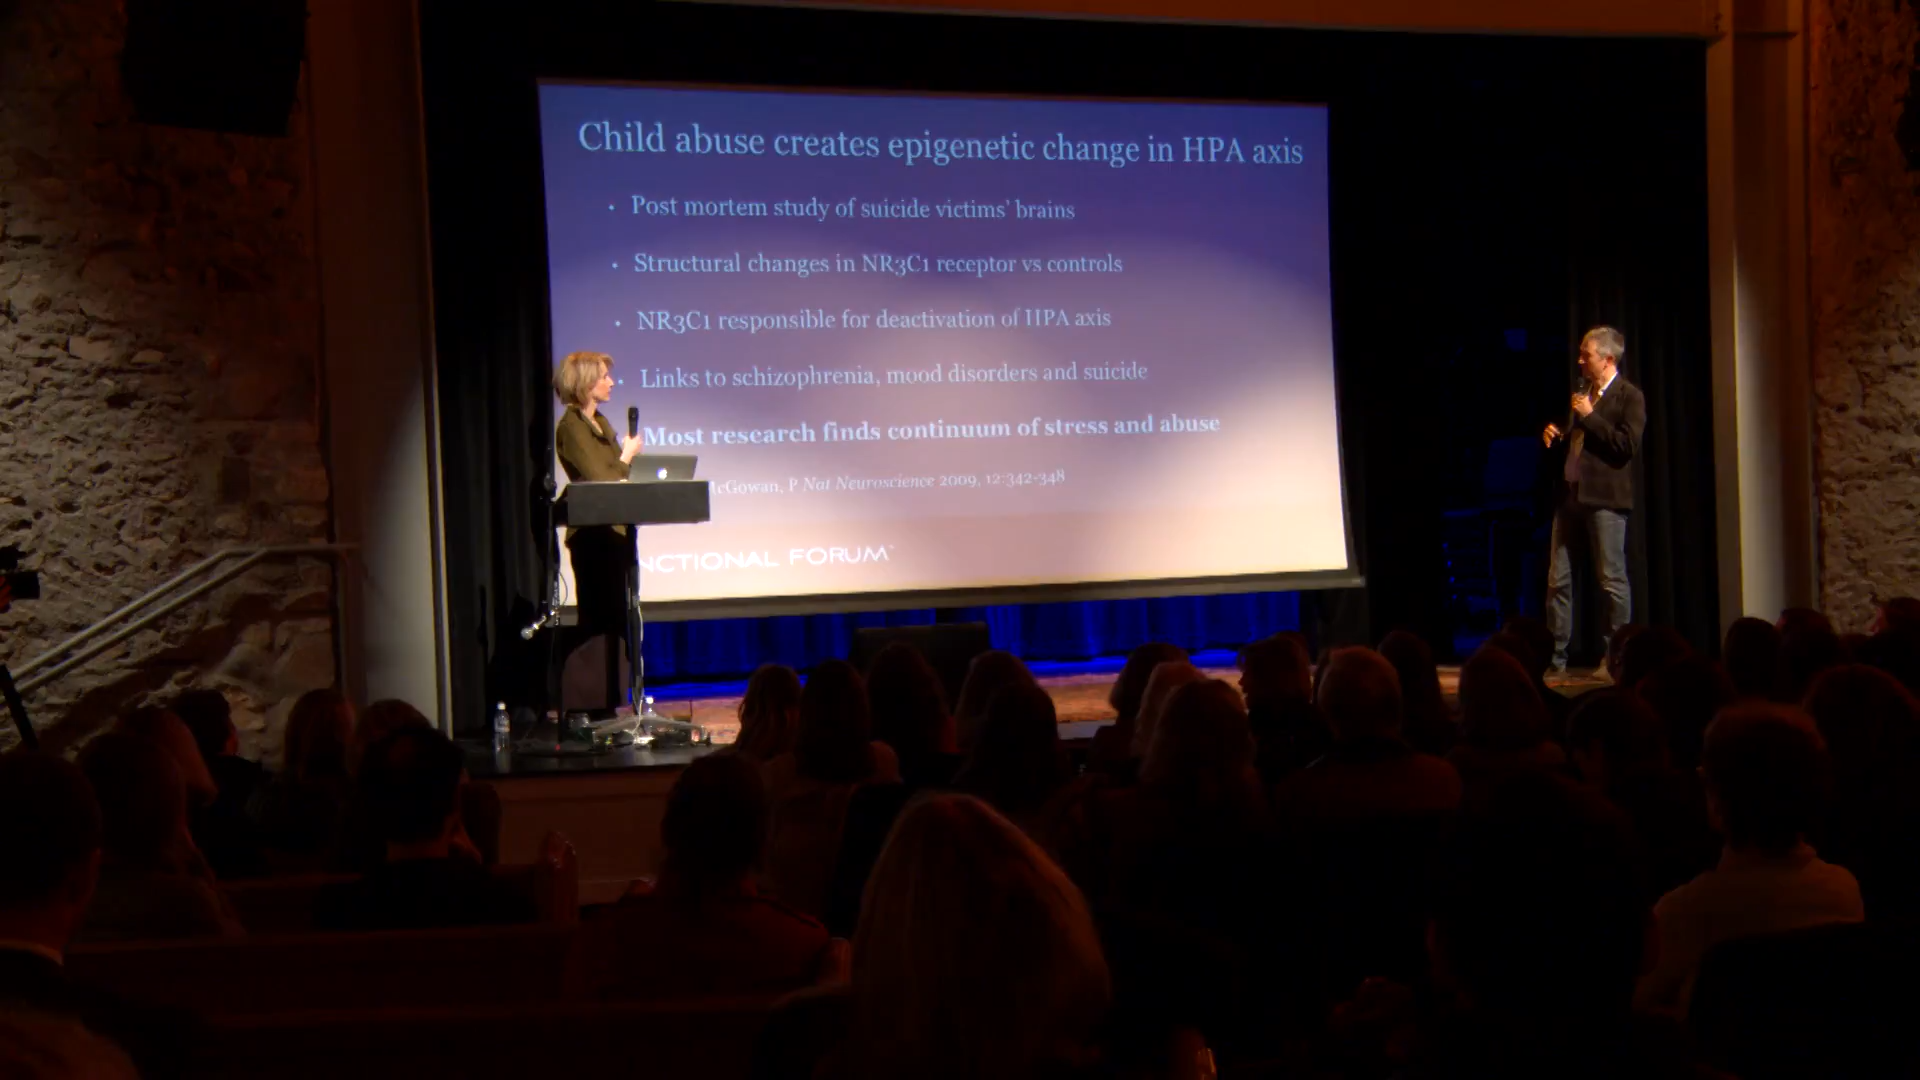 Child abuse creates epigenetic change in HPA axis
• Post mortem study of suicide victims' brains
• Structural changes in NR3C1 receptor vs controls
• NR3C1 responsible for deactivation of HPA axis
• Links to schizophrenia, mood disorders and suicide
Most research finds continuum of stress and abuse
McGowan, P Nat Neuroscience 2009, 12:342-348
NCTIONAL FORUM